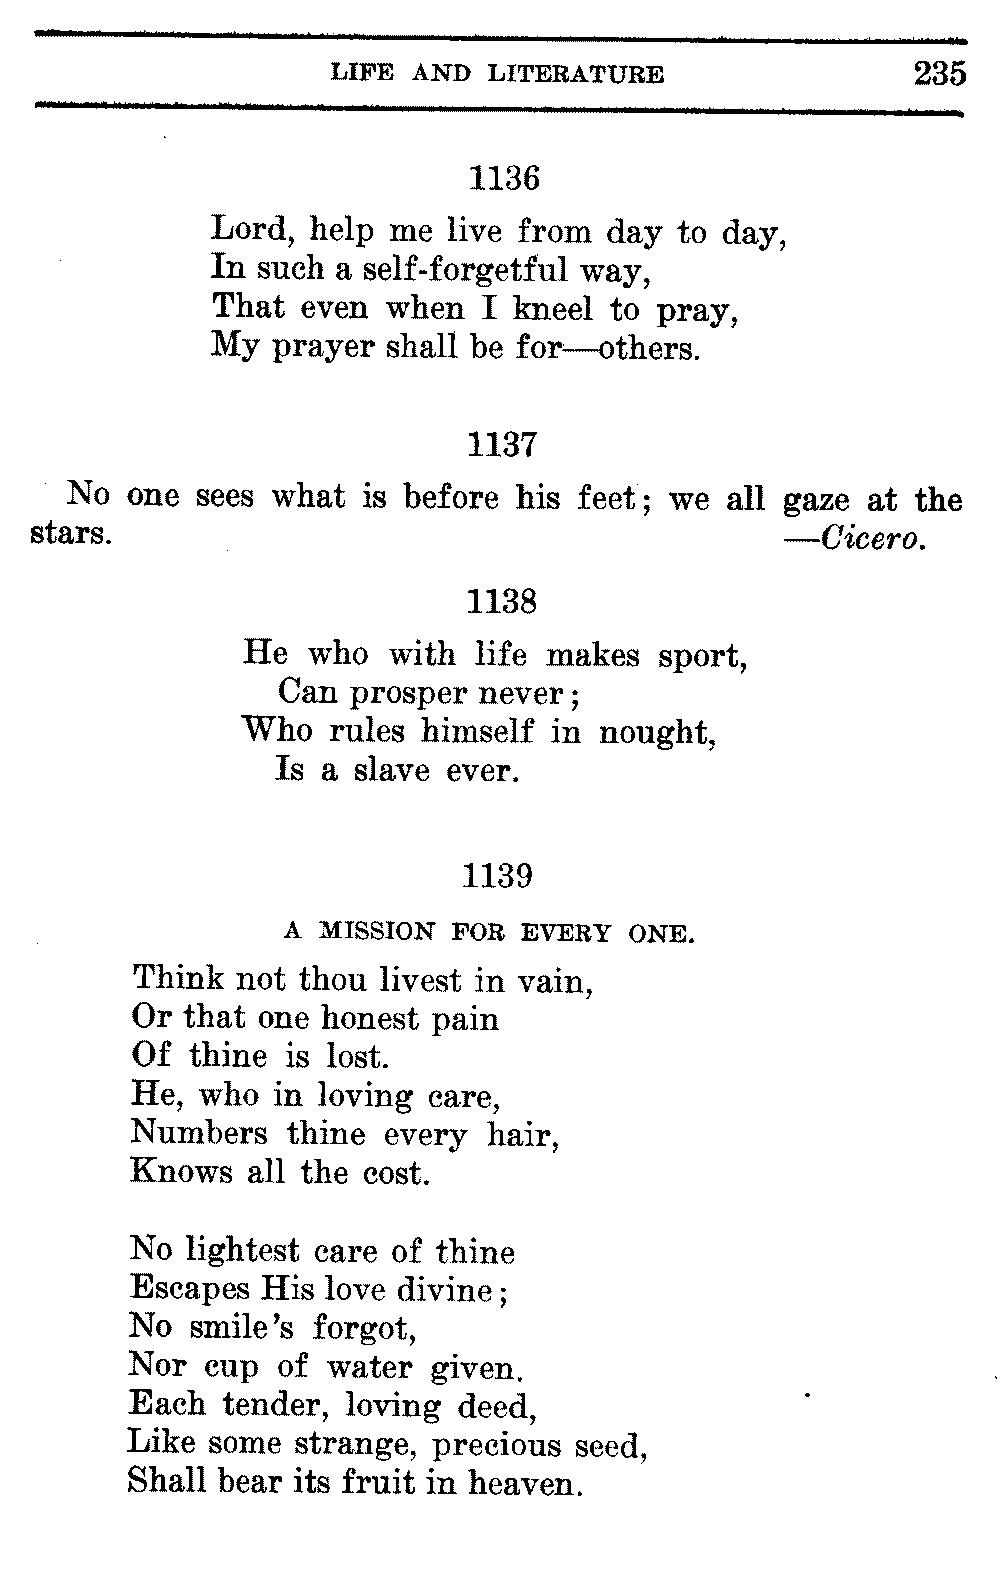 LIFE AND LITERATURE 235
1136
Lord, help me live from day to day,
In such a self-forgetful way,
That even when I kneel to pray,
My prayer shall be for—others.
1137
No one sees what is before his feet; we all gaze at the
stars. —Cicero.
1138
He who with life makes sport,
Can prosper never;
Who rules himself in nought,
Is a slave ever.
1139
A MISSION FOR EVERY ONE.
Think not thou livest in vain,
Or that one honest pain
Of thine is lost.
He, who in loving care,
Numbers thine every hair,
Knows all the cost.
No lightest care of thine
Escapes His love divine;
No smile's forgot,
Nor cup of water given.
Each tender, loving deed,
Like some strange, precious seed,
Shall bear its fruit in heaven.